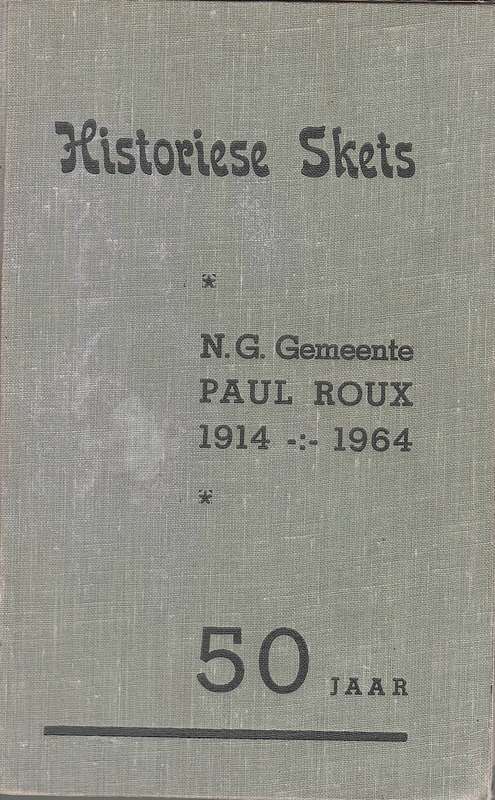 Historiese Skets
*
N.G. Gemeente
PAUL ROUX
1914 -:- 1964
*
50 JAAR